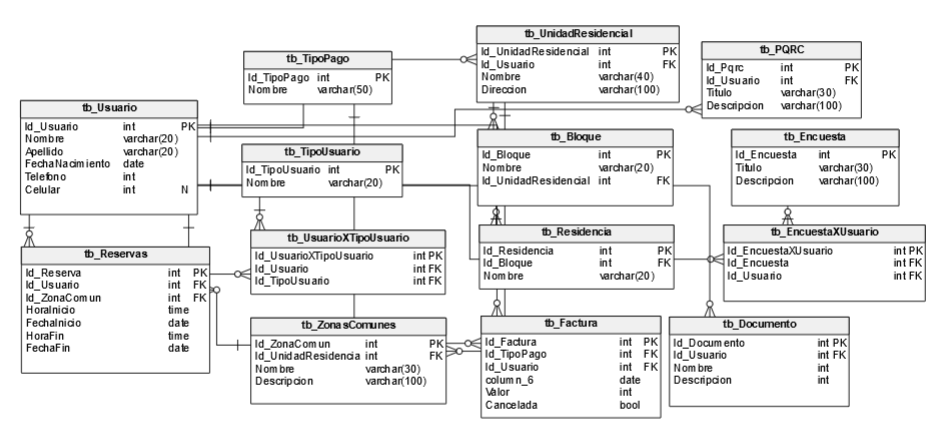 tb_UnidadResidencial
Id_UnidadResidencial int PK
Id_Usuario int FK
Nombre varchar(40)
Direccion varchar(100)
tb_PQRC
Id_Pqrc int PK
Id_Usuario int FK
Titulo varchar(30)
Descripcion varchar(100)
tb_TipoPago
Id_TipoPago int PK
Nombre varchar(50)
tb_Usuario
Id_Usuario int PK
Nombre varchar(20)
Apellido varchar(20)
FechaNacimiento date
Telefono int
Celular int N
tb_TipoUsuario
Id_TipoUsuario int PK
Nombre varchar(20)
tb_Bloque
Id_Bloque int PK
Nombre varchar(20)
Id_UnidadResidencial int FK
tb_Encuesta
Id_Encuesta int PK
Titulo varchar(30)
Descripcion varchar(100)
tb_Reservas
Id_Reserva int PK
Id_Usuario int FK
Id_ZonaComun int FK
HoraInicio time
FechaInicio date
HoraFin time
FechaFin date
tb_UsuarioXTipoUsuario
Id_UsuarioXTipoUsuario int PK
Id_Usuario int FK
Id_TipoUsuario int FK
tb_Residencia
Id_Residencia int PK
Id_Bloque int FK
Nombre varchar(20)
tb_EncuestaXUsuario
Id_EncuestaXUsuario int PK
Id_Encuesta int FK
Id_Usuario int FK
tb_ZonasComunes
Id_ZonaComun int PK
Id_UnidadResidencia int FK
Nombre varchar(30)
Descripcion varchar(100)
tb_Factura
Id_Factura int PK
Id_TipoPago int FK
Id_Usuario int FK
column_6 date
Valor int
Cancelada bool
tb_Documento
Id_Documento int PK
Id_Usuario int FK
Nombre int
Descripcion int